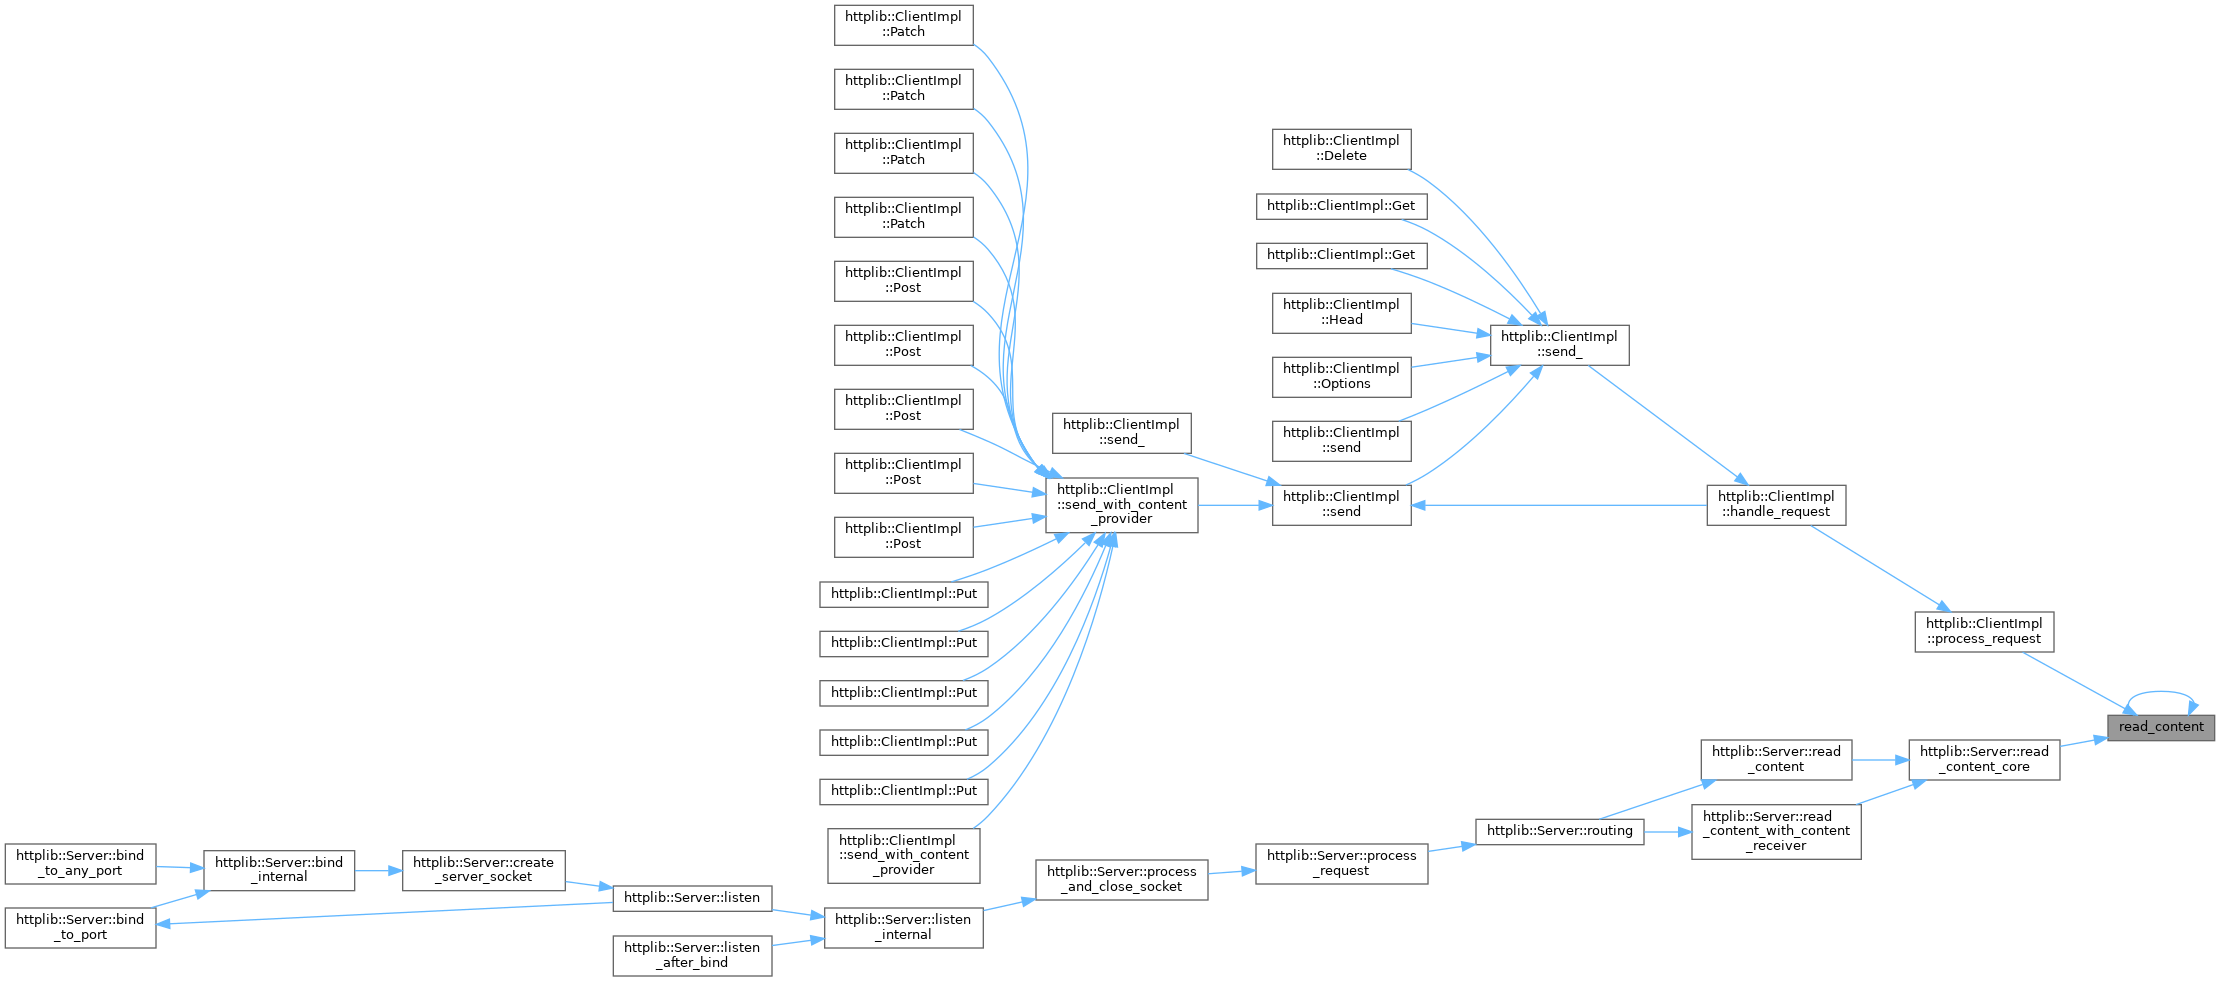 httplib::ClientImpl
::Patch
httplib::ClientImpl
::Patch
httplib::ClientImpl
::Patch
httplib::ClientImpl
::Patch
httplib::ClientImpl
::Post
httplib::ClientImpl
::Post
httplib::ClientImpl
::Post
httplib::ClientImpl
::Post
httplib::ClientImpl
::Post
httplib::ClientImpl::Put
httplib::ClientImpl::Put
httplib::ClientImpl::Put
httplib::ClientImpl::Put
httplib::ClientImpl::Put
httplib::ClientImpl
::send_with_content
_provider
httplib::ClientImpl
::send_
httplib::ClientImpl
::send_with_content
_provider
httplib::ClientImpl
::Delete
httplib::ClientImpl::Get
httplib::ClientImpl::Get
httplib::ClientImpl
::Head
httplib::ClientImpl
::Options
httplib::ClientImpl
::send
httplib::ClientImpl
::send
httplib::ClientImpl
::send_
httplib::ClientImpl
::handle_request
httplib::ClientImpl
::process_request
read_content
httplib::Server::read
_content_core
httplib::Server::read
_content
httplib::Server::read
_content_with_content
_receiver
httplib::Server::routing
httplib::Server::process
_request
httplib::Server::process
_and_close_socket
httplib::Server::listen
_internal
httplib::Server::listen
httplib::Server::listen
_after_bind
httplib::Server::create
_server_socket
httplib::Server::bind
_internal
httplib::Server::bind
_to_any_port
httplib::Server::bind
_to_port